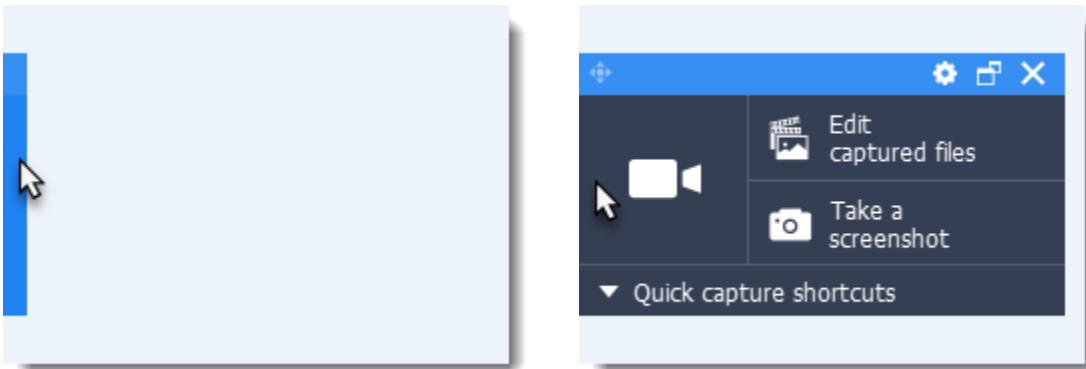 Edit
captured files
Take a
screenshot
Quick capture shortcuts